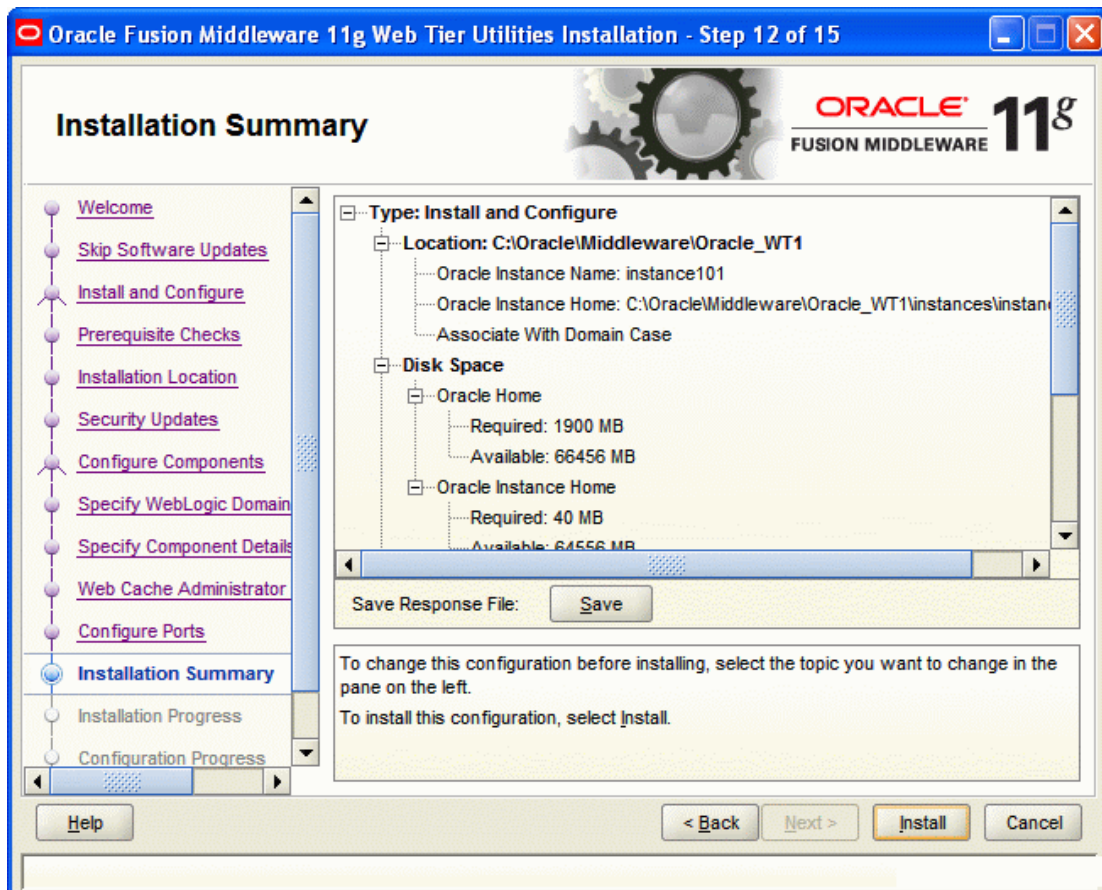 Oracle Fusion Middleware 11g Web Tier Utilities Installation - Step 12 of 15
Installation Summary
ORACLE
FUSION MIDDLEWARE
11g
Welcome
Skip Software Updates
Install and Configure
Prerequisite Checks
Installation Location
Security Updates
Configure Components
Specify WebLogic Domain
Specify Component Details
Web Cache Administrator
Configure Ports
Installation Summary
Installation Progress
Configuration Progress
Type: Install and Configure
Location: C:\Oracle\Middleware\Oracle_WT1
Oracle Instance Name: instance101
Oracle Instance Home: C:\Oracle\Middleware\Oracle_WT1\instances\instan
Associate With Domain Case
Disk Space
Oracle Home
Required: 1900 MB
Available: 66456 MB
Oracle Instance Home
Required: 40 MB
Available: 64556 MB
Save Response File:
Save
To change this configuration before installing, select the topic you want to change in the
pane on the left.
To install this configuration, select Install.
Help
< Back
Next >
Install
Cancel